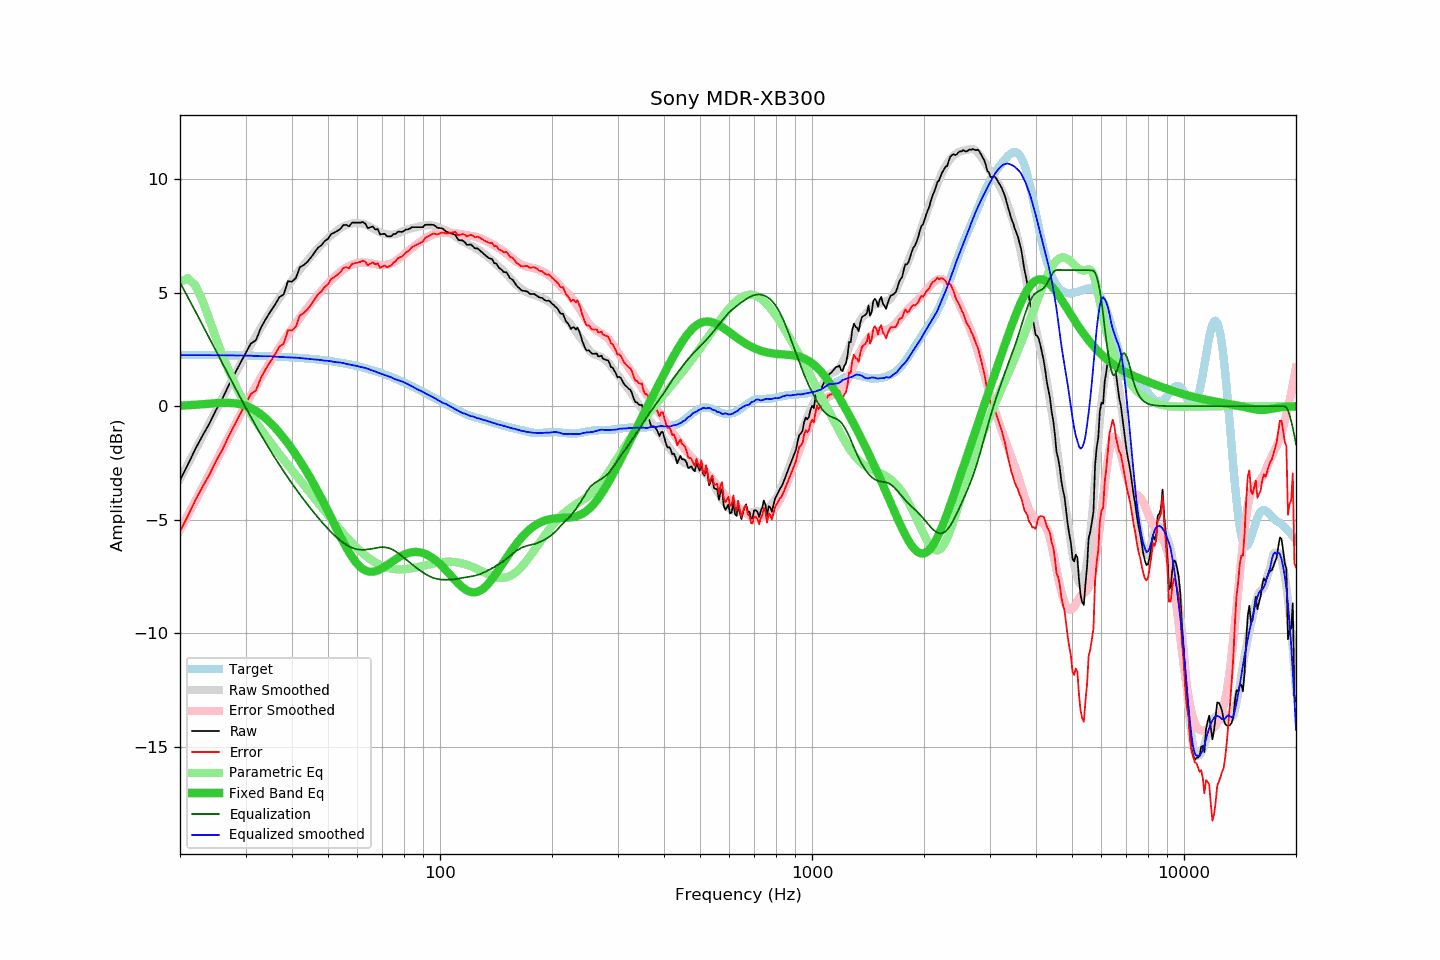 Sony MDR-XB300
10
5
0
−5
−10
−15
Amplitude (dBr)
Target
Raw Smoothed
Error Smoothed
Raw
Error
Parametric Eq
Fixed Band Eq
Equalization
Equalized smoothed
100 1000 10000
Frequency (Hz)